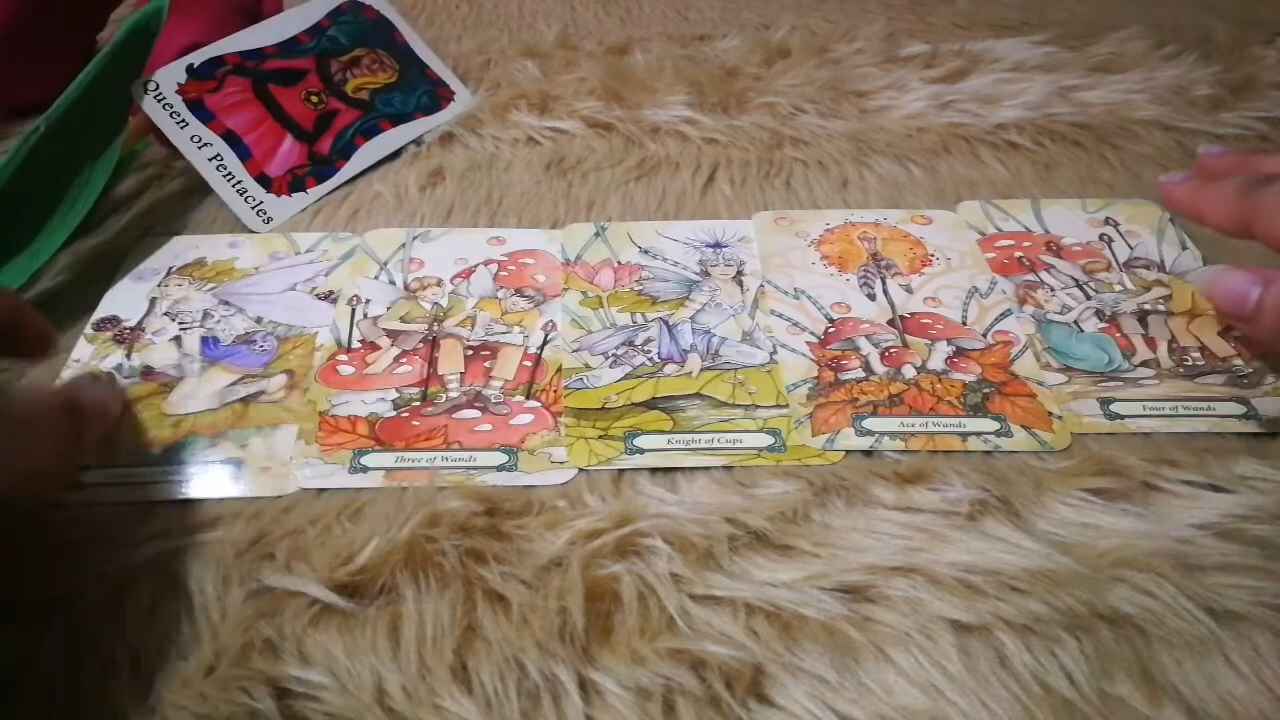 Queen of Pentacles
Three of Wands
Knight of Cups
Ace of Wands
Four of Wands